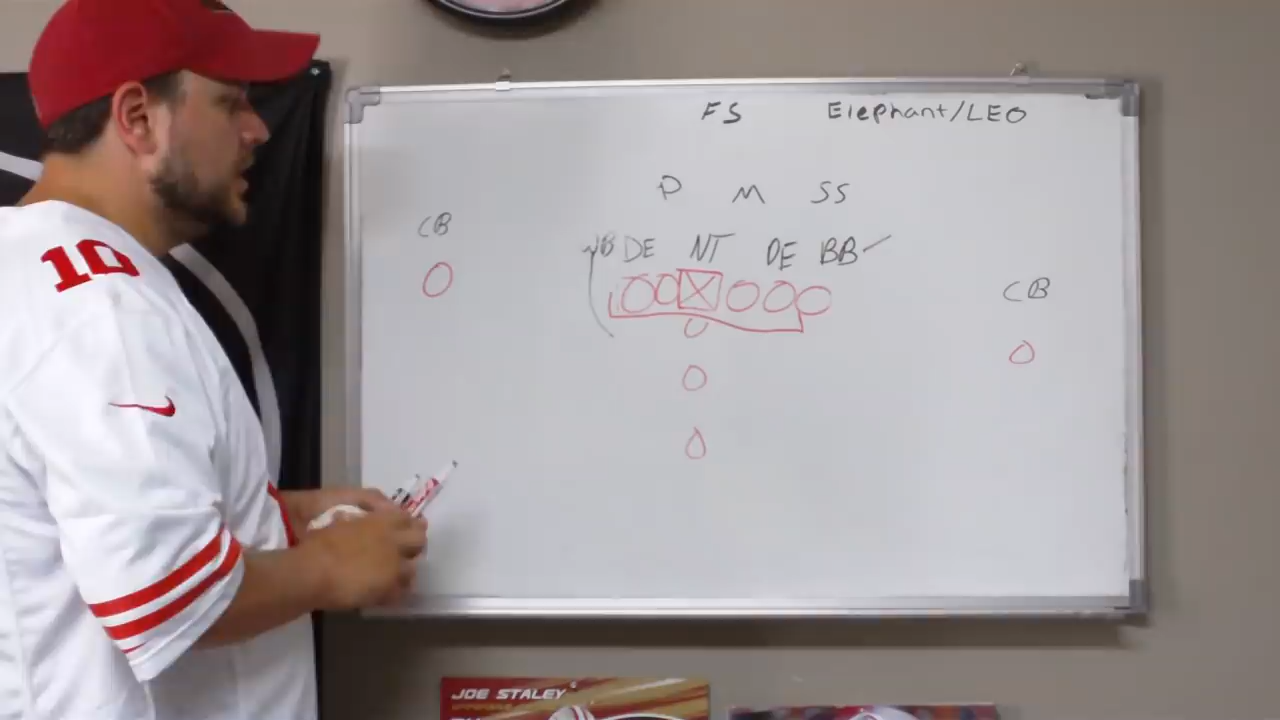 FS Elephant/LEO
P M SS
CB
DE NT DE BB
CB
10
JOE STALEY